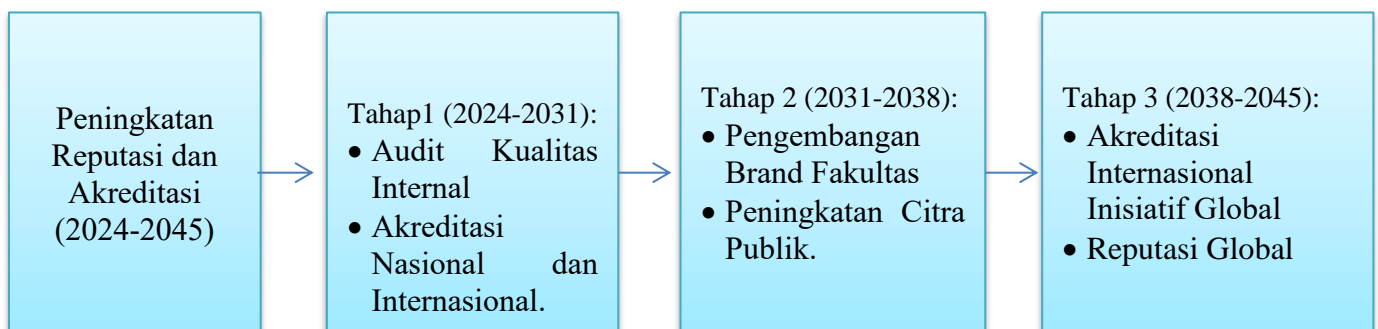 Peningkatan
Reputasi dan
Akreditasi
(2024-2045)
Tahap1 (2024-2031):
• Audit Kualitas
Internal
• Akreditasi
Nasional dan
Internasional.
Tahap 2 (2031-2038):
• Pengembangan
Brand Fakultas
• Peningkatan Citra
Publik.
Tahap 3 (2038-2045):
• Akreditasi
Internasional
Inisiatif Global
• Reputasi Global